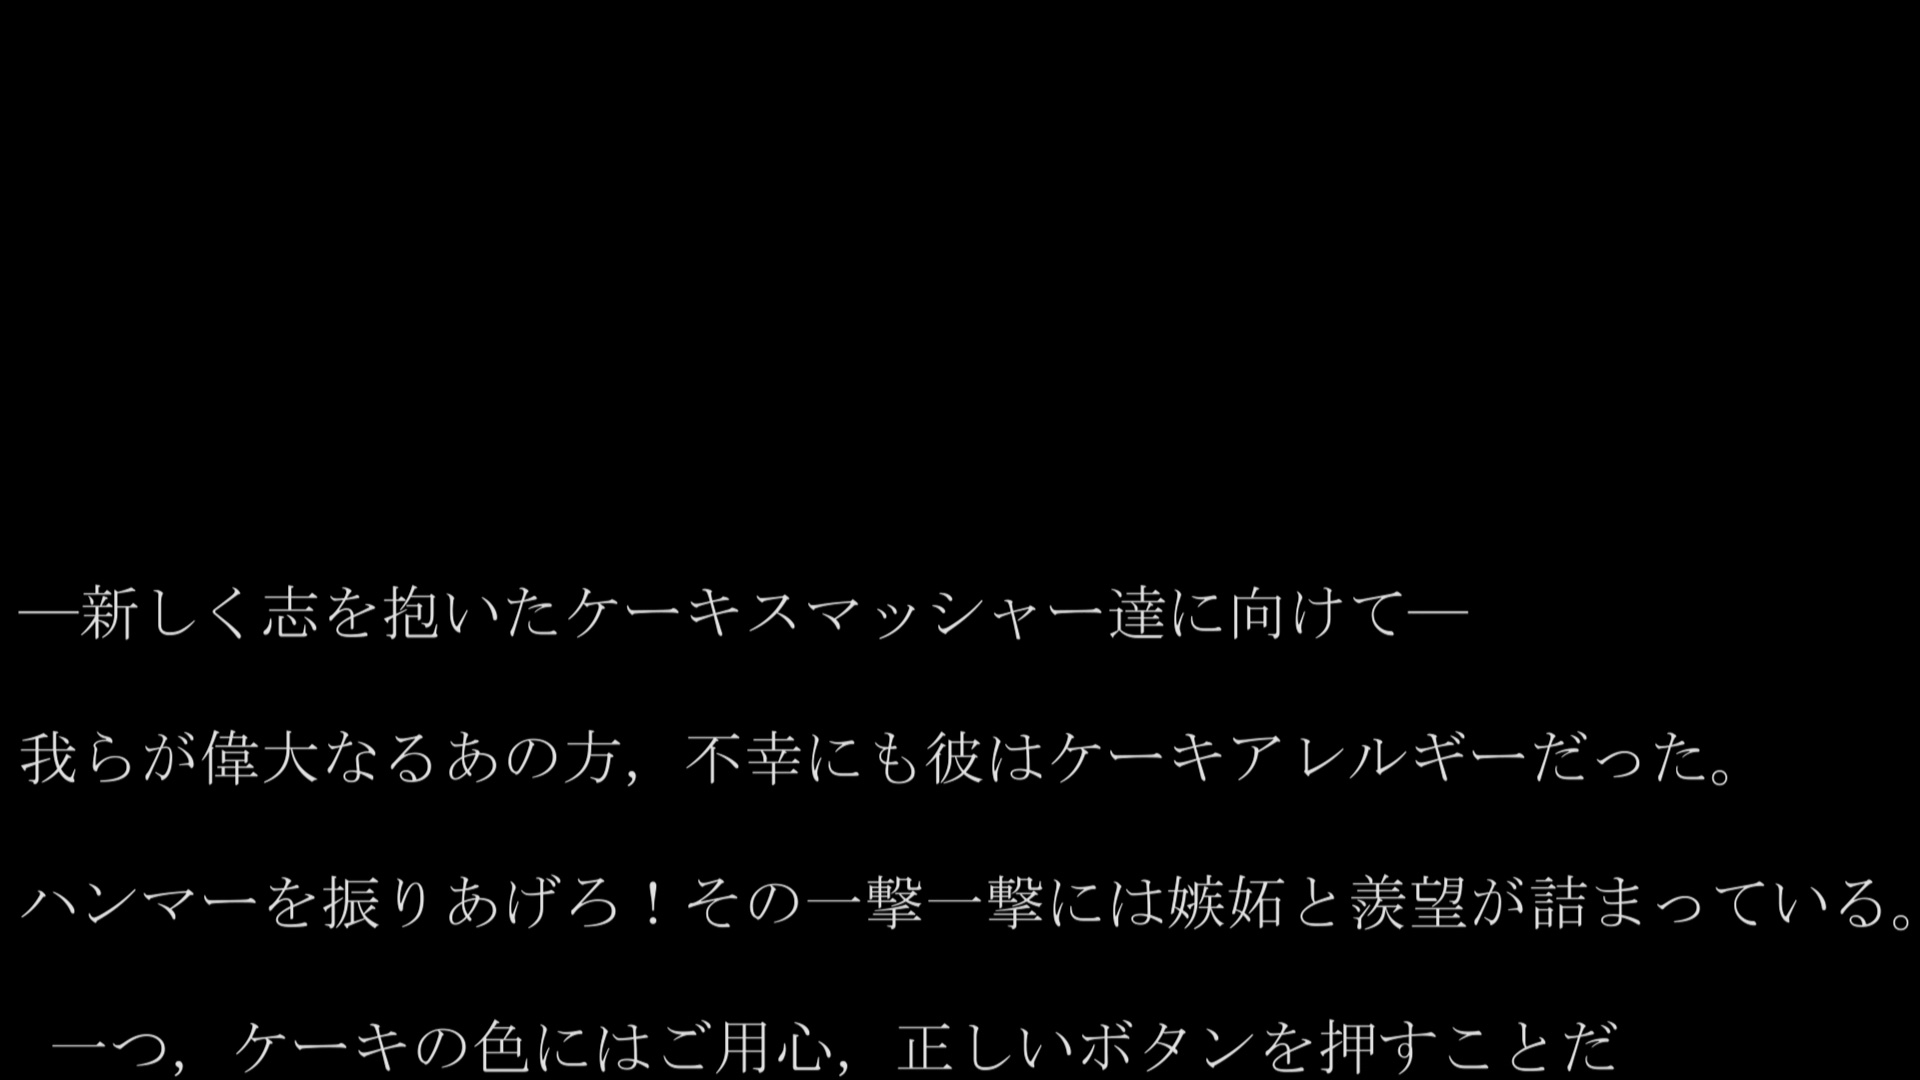 ―新しく志を抱いたケーキスマッシャー達に向けて―
我らが偉大なるあの方，不幸にも彼はケーキアレルギーだった。
ハンマーを振りあげろ！その一撃一撃には嫉妬と羨望が詰まっている。
一つ，ケーキの色にはご用心，正しいボタンを押すことだ